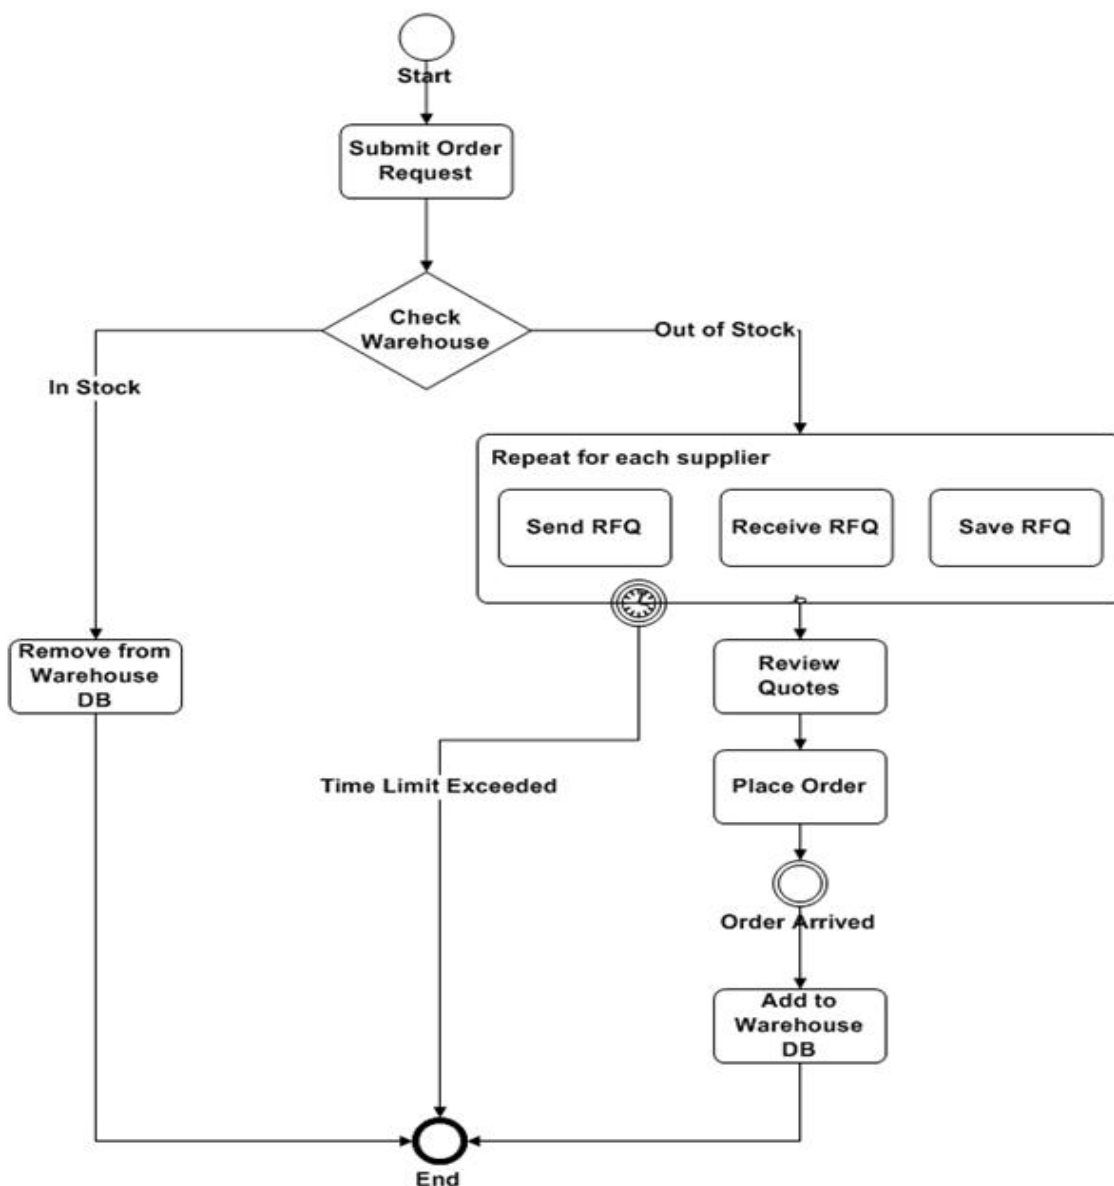 Start
Submit Order
Request
Check
Warehouse
Out of Stock
In Stock
Repeat for each supplier
Send RFQ
Receive RFQ
Save RFQ
Remove from
Warehouse
DB
Review
Quotes
Time Limit Exceeded
Place Order
Order Arrived
Add to
Warehouse
DB
End